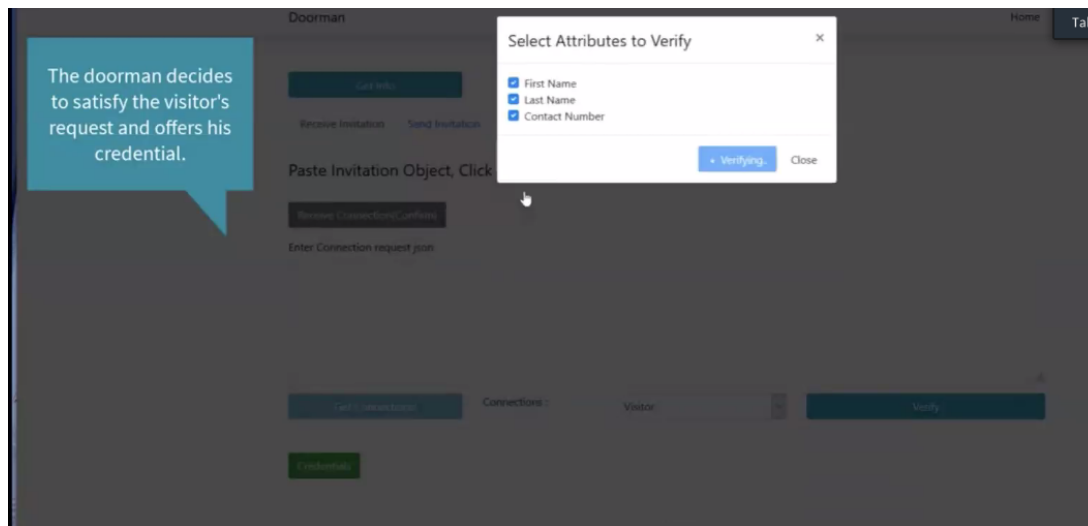 Doorman
Home
Tal
Select Attributes to Verify
×
The doorman decides
to satisfy the visitor's
request and offers his
credential.
First Name
Last Name
Contact Number
Get Info
Receive Invitation Send Invitation
Verifying.. Close
Paste Invitation Object, Click
Receive Connection(Confirm)
Enter Connection request json
Get Connections Connections : Visitor Verify
Credentials